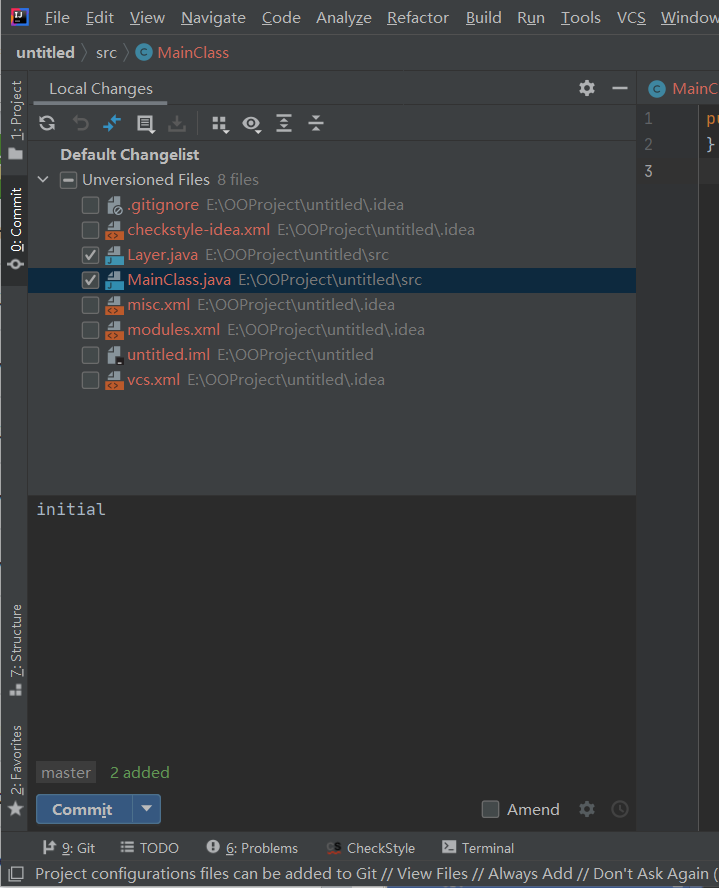 File Edit View Navigate Code Analyze Refactor Build Run Tools VCS Window
untitled src MainClass
1: Project
Local Changes
Default Changelist
Unversioned Files 8 files
.gitignore E:\OOProject\untitled\.idea
checkstyle-idea.xml E:\OOProject\untitled\.idea
Layer.java E:\OOProject\untitled\src
MainClass.java E:\OOProject\untitled\src
misc.xml E:\OOProject\untitled\.idea
modules.xml E:\OOProject\untitled\.idea
untitled.iml E:\OOProject\untitled
vcs.xml E:\OOProject\untitled\.idea
0: Commit
MainC
1 pu
2 }
3
initial
7: Structure
2: Favorites
master 2 added
Commit Amend
9: Git TODO 6: Problems CheckStyle Terminal
Project configurations files can be added to Git // View Files // Always Add // Don't Ask Again (